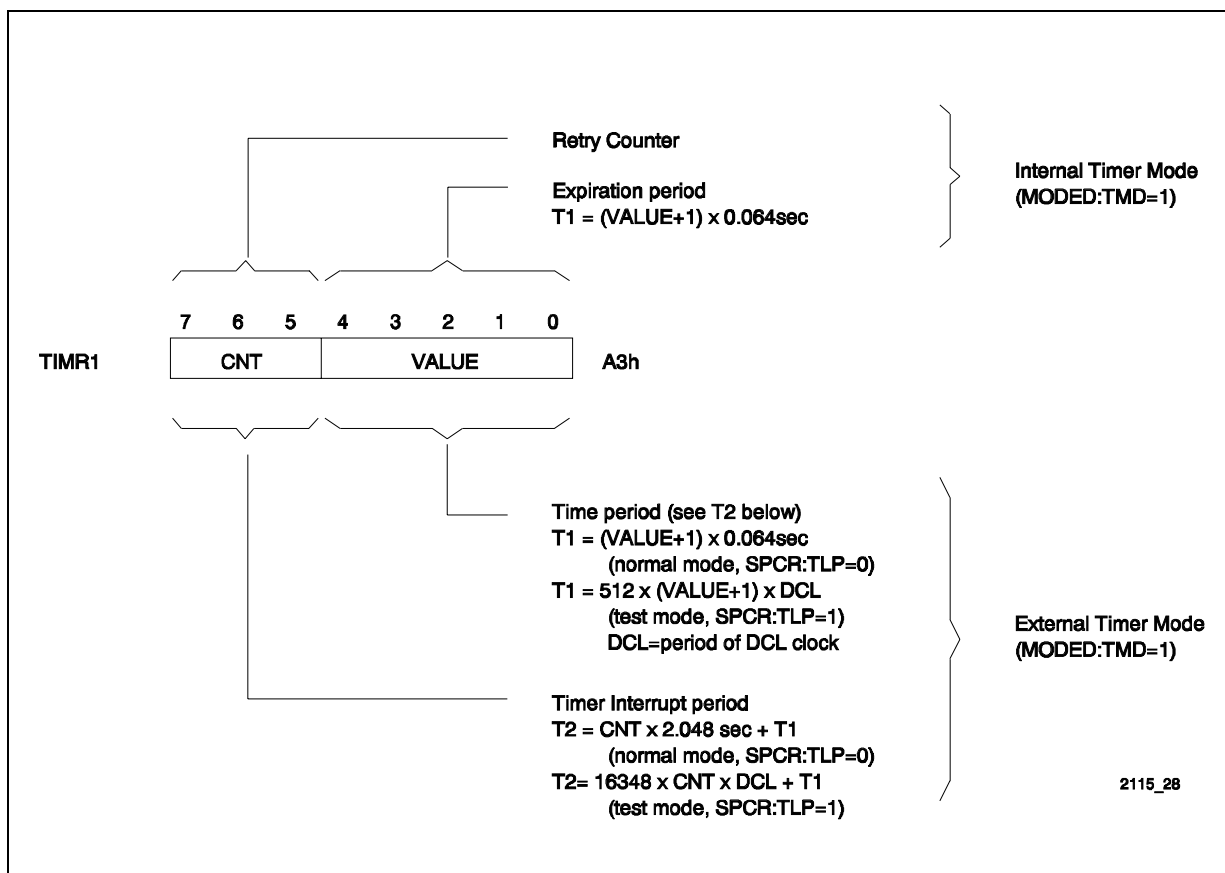 Retry Counter
Expiration period
T1 = (VALUE+1) x 0.064sec
Internal Timer Mode
(MODED:TMD=1)
7 6 5 4 3 2 1 0
TIMR1 CNT VALUE A3h
Time period (see T2 below)
T1 = (VALUE+1) x 0.064sec
(normal mode, SPCR:TLP=0)
T1 = 512 x (VALUE+1) x DCL
(test mode, SPCR:TLP=1)
DCL=period of DCL clock
External Timer Mode
(MODED:TMD=1)
Timer Interrupt period
T2 = CNT x 2.048 sec + T1
(normal mode, SPCR:TLP=0)
T2= 16348 x CNT x DCL + T1
(test mode, SPCR:TLP=1)
2115_28